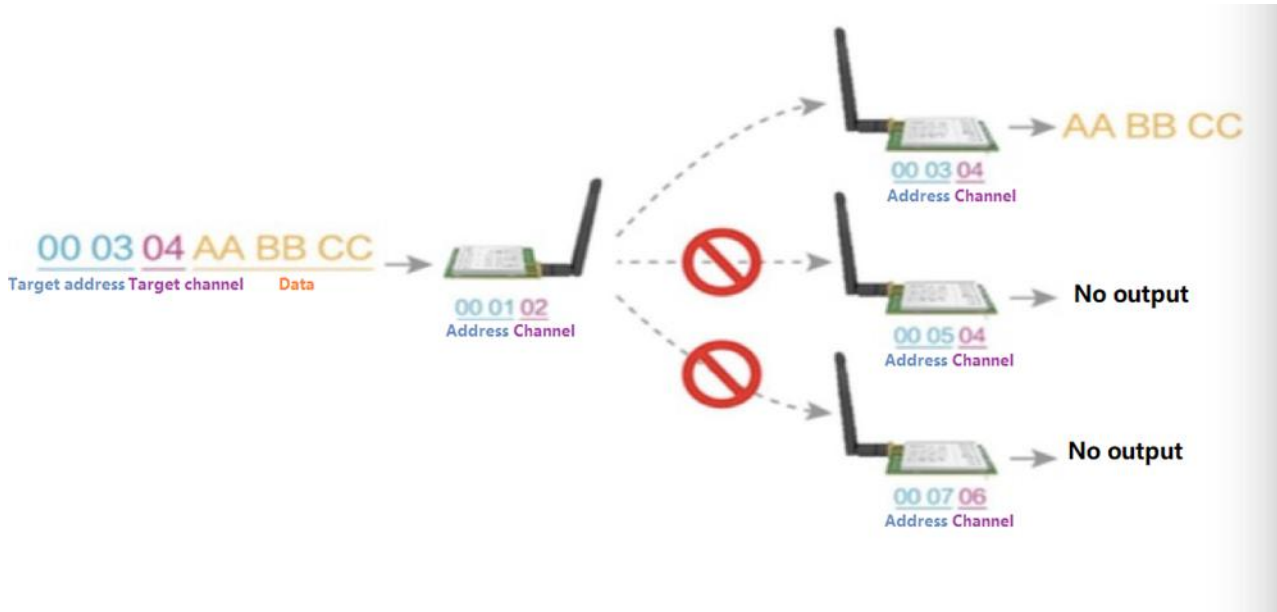 00 03 04 AA BB CC
Target address Target channel Data
00 01 02
Address Channel
AA BB CC
00 03 04
Address Channel
No output
00 05 04
Address Channel
No output
00 07 06
Address Channel